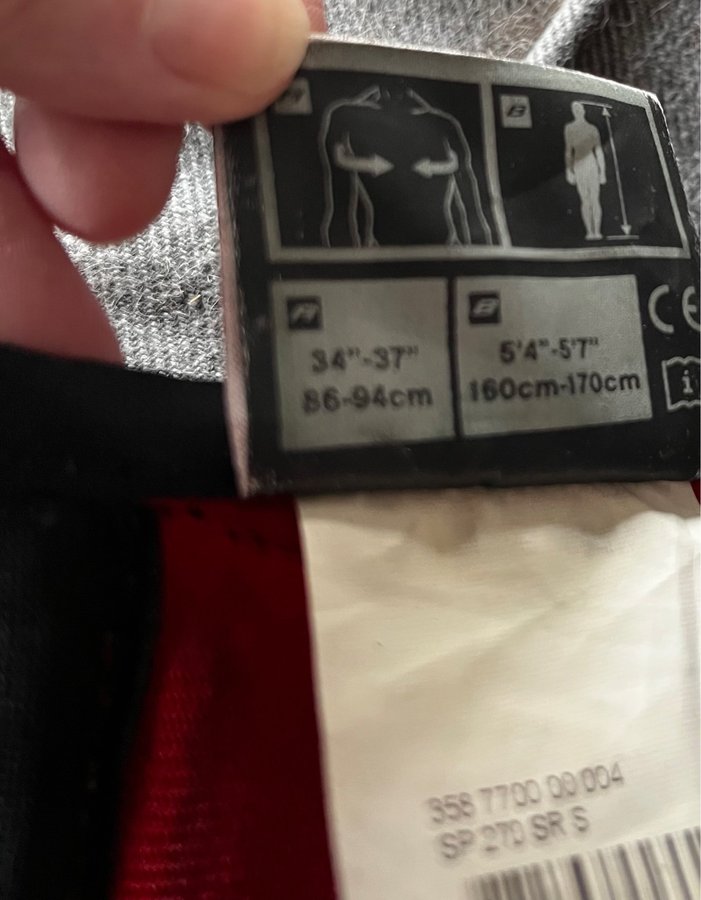 B
A
34"-37"
86-94cm
B
5'4"-5'7"
160cm-170cm
CE
i
358 7700 00 004
SP 270 SR S